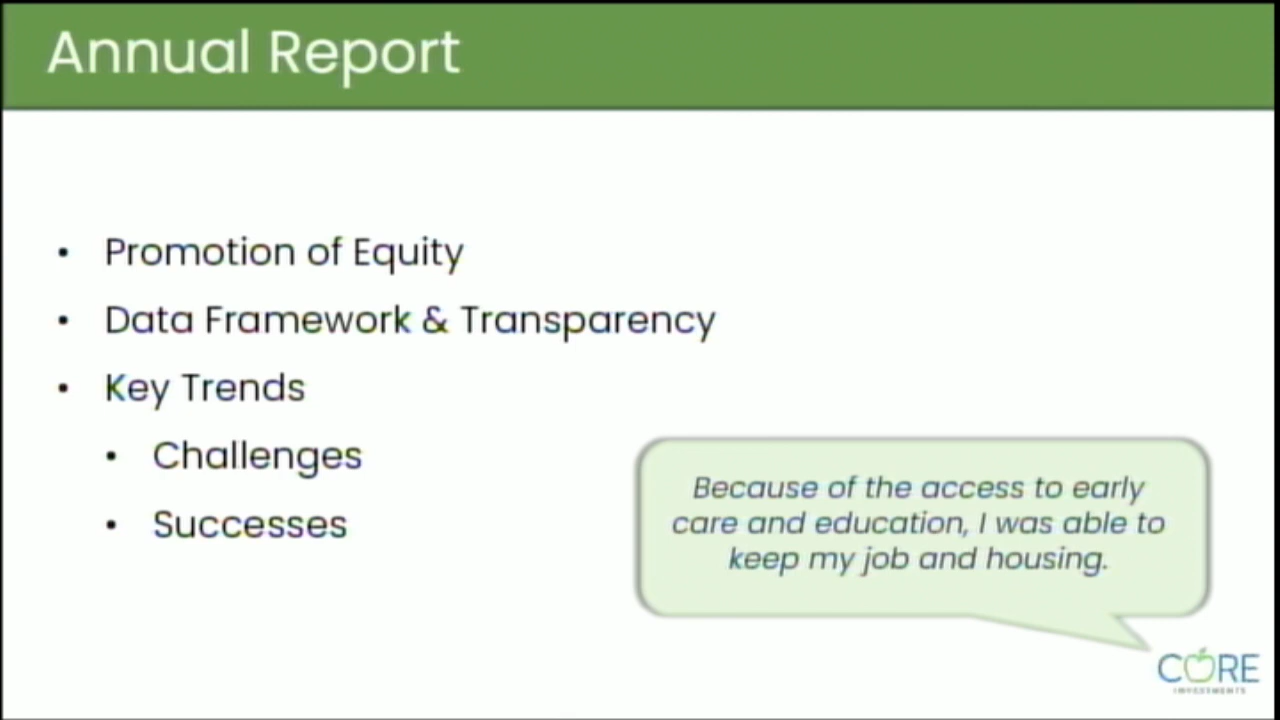 Annual Report
• Promotion of Equity
• Data Framework & Transparency
• Key Trends
• Challenges
• Successes
Because of the access to early
care and education, I was able to
keep my job and housing.
CORE
INVESTMENTS